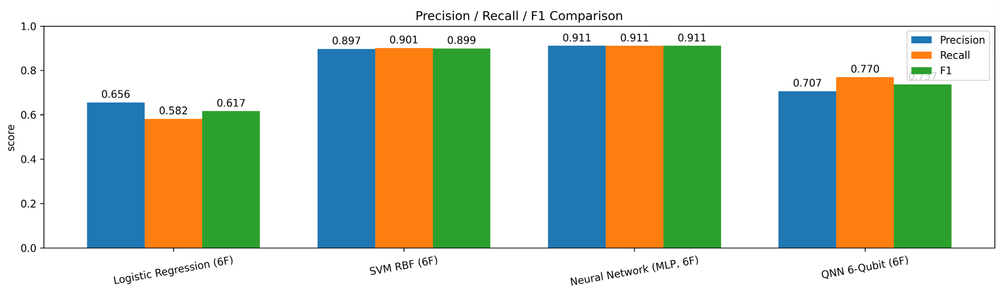 Precision / Recall / F1 Comparison
score
1.0
0.8
0.6
0.4
0.2
0.0
0.656
0.582
0.617
0.897
0.901
0.899
0.911
0.911
0.911
0.707
0.770
0.737
Precision
Recall
F1
Logistic Regression (6F)
SVM RBF (6F)
Neural Network (MLP, 6F)
QNN 6-Qubit (6F)